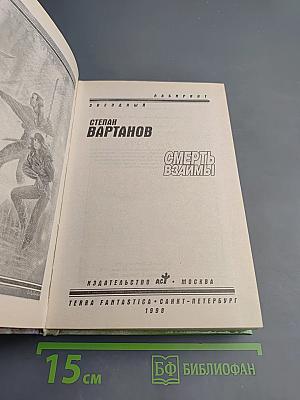 ЛАБИРИНТ
ЗВЕЗДНЫЙ
СТЕПАН
ВАРТАНОВ
СМЕРТЬ
ВЗАЙМЫ
ИЗДАТЕЛЬСТВО АСТ • МОСКВА
TERRA FANTASTICA • САНКТ-ПЕТЕРБУРГ
1998
15 см
БФ БИБЛИОФАН